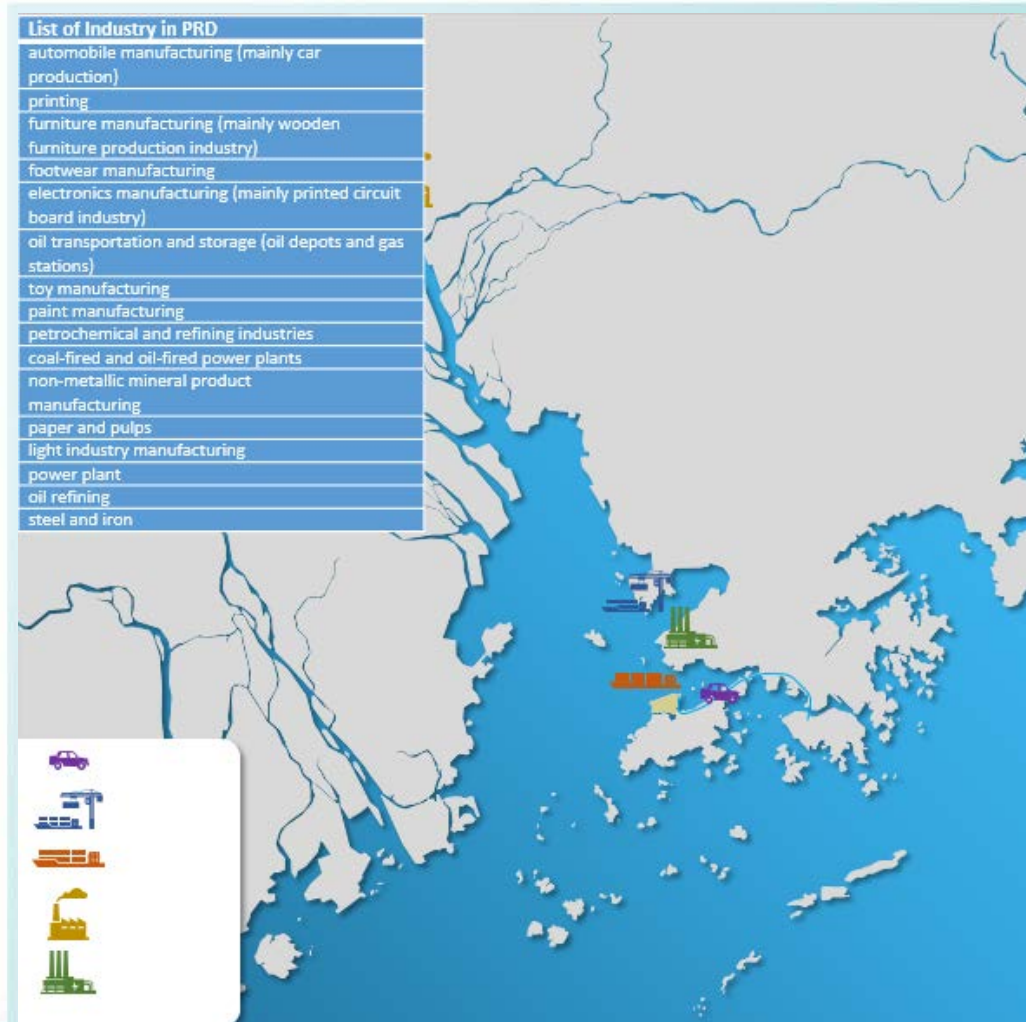 List of Industry in PRD
automobile manufacturing (mainly car
production)
printing
furniture manufacturing (mainly wooden
furniture production industry)
footwear manufacturing
electronics manufacturing (mainly printed circuit
board industry)
oil transportation and storage (oil depots and gas
stations)
toy manufacturing
paint manufacturing
petrochemical and refining industries
coal-fired and oil-fired power plants
non-metallic mineral product
manufacturing
paper and pulps
light industry manufacturing
power plant
oil refining
steel and iron